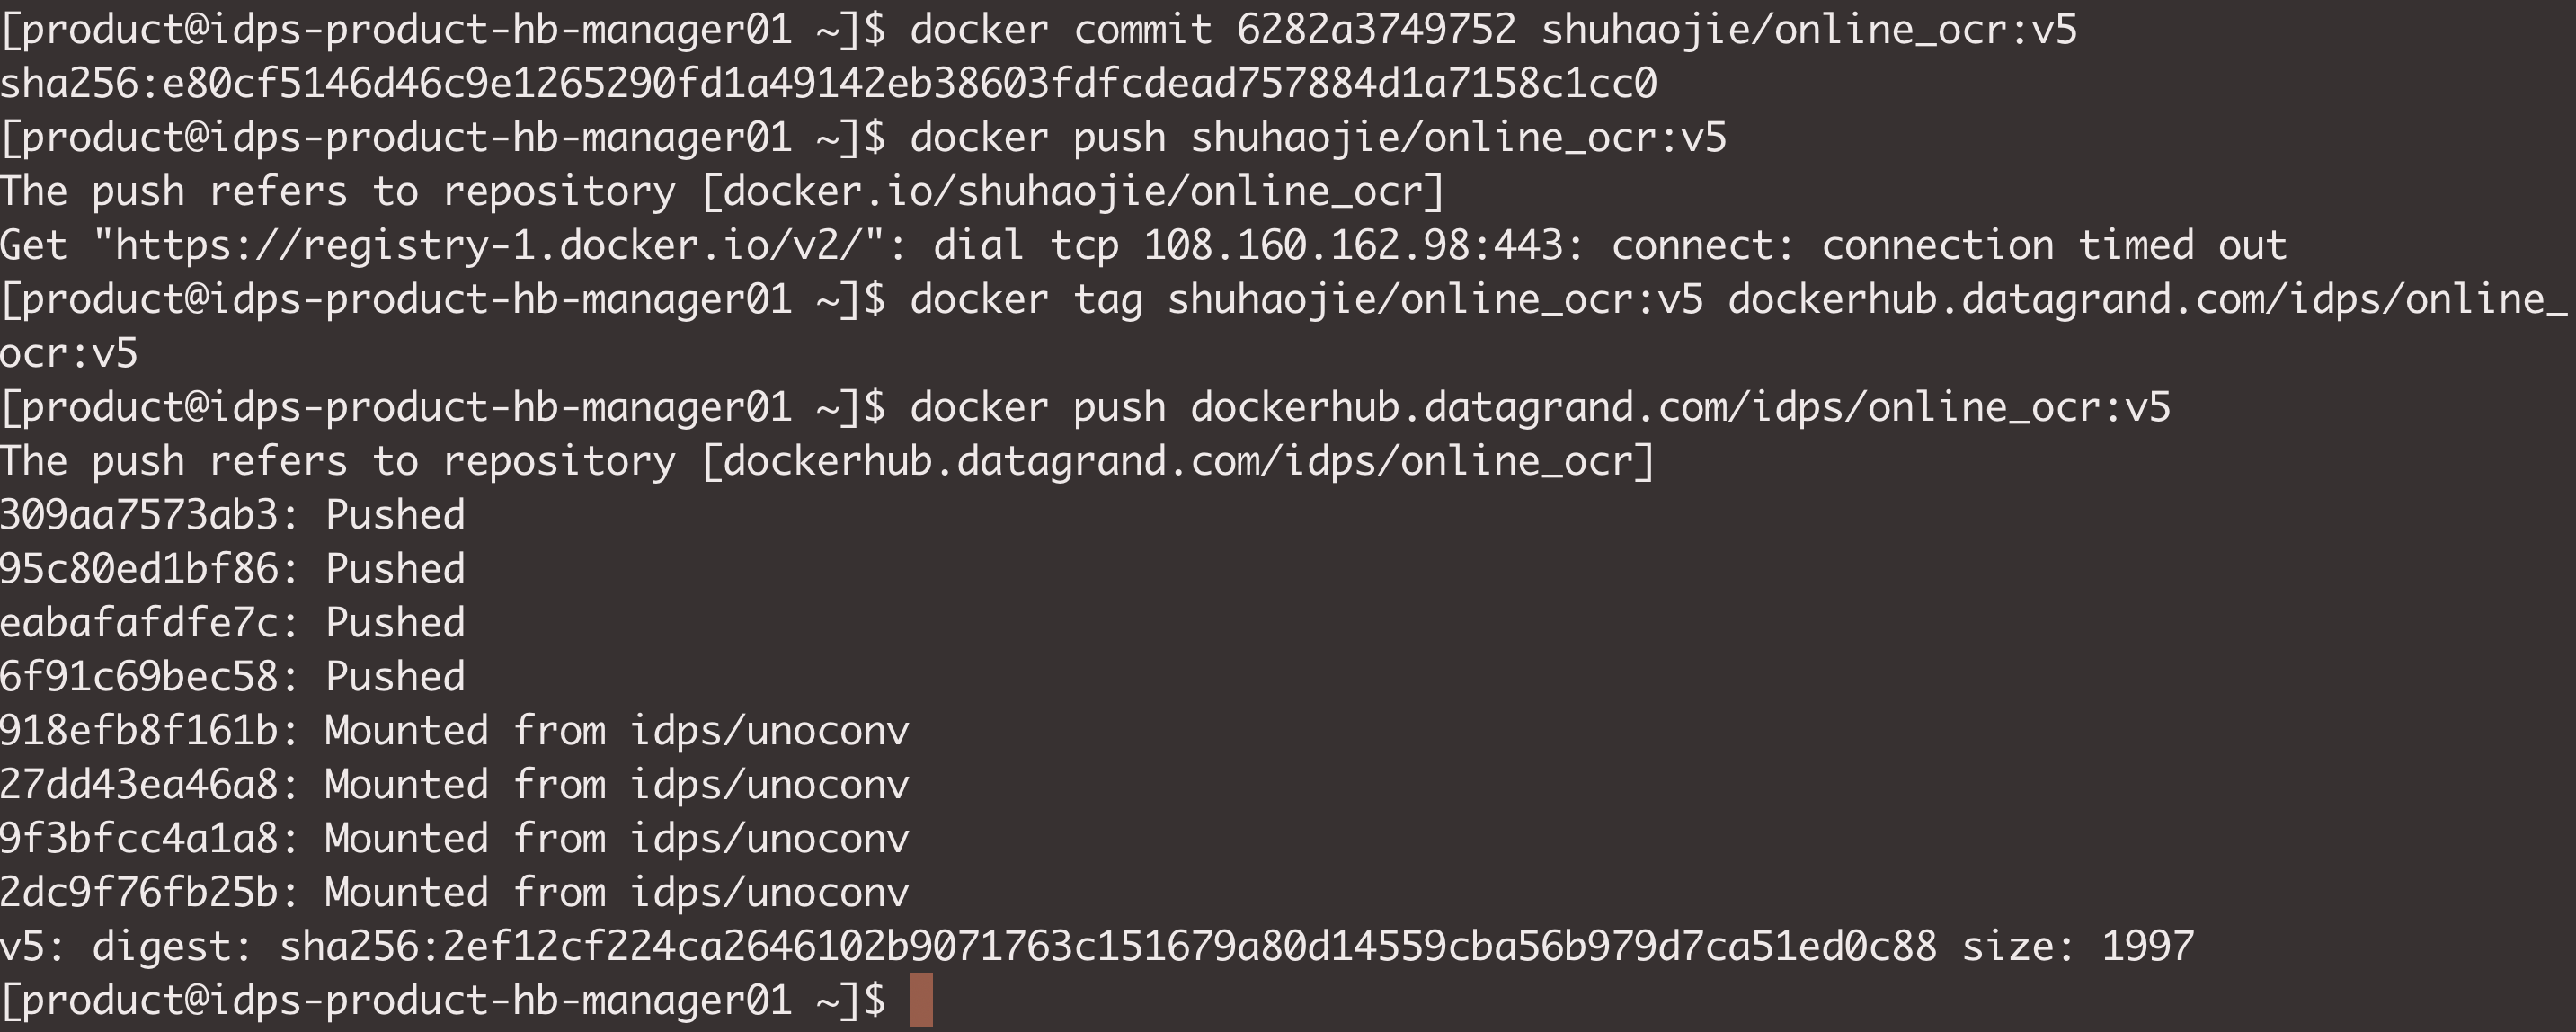 [product@idps-product-hb-manager01 ~]$ docker commit 6282a3749752 shuhaojie/online_ocr:v5
sha256:e80cf5146d46c9e1265290fd1a49142eb38603fdfcdead757884d1a7158c1cc0
[product@idps-product-hb-manager01 ~]$ docker push shuhaojie/online_ocr:v5
The push refers to repository [docker.io/shuhaojie/online_ocr]
Get "https://registry-1.docker.io/v2/": dial tcp 108.160.162.98:443: connect: connection timed out
[product@idps-product-hb-manager01 ~]$ docker tag shuhaojie/online_ocr:v5 dockerhub.datagrand.com/idps/online_
ocr:v5
[product@idps-product-hb-manager01 ~]$ docker push dockerhub.datagrand.com/idps/online_ocr:v5
The push refers to repository [dockerhub.datagrand.com/idps/online_ocr]
309aa7573ab3: Pushed
95c80ed1bf86: Pushed
eabafafdfe7c: Pushed
6f91c69bec58: Pushed
918efb8f161b: Mounted from idps/unoconv
27dd43ea46a8: Mounted from idps/unoconv
9f3bfcc4a1a8: Mounted from idps/unoconv
2dc9f76fb25b: Mounted from idps/unoconv
v5: digest: sha256:2ef12cf224ca2646102b9071763c151679a80d14559cba56b979d7ca51ed0c88 size: 1997
[product@idps-product-hb-manager01 ~]$